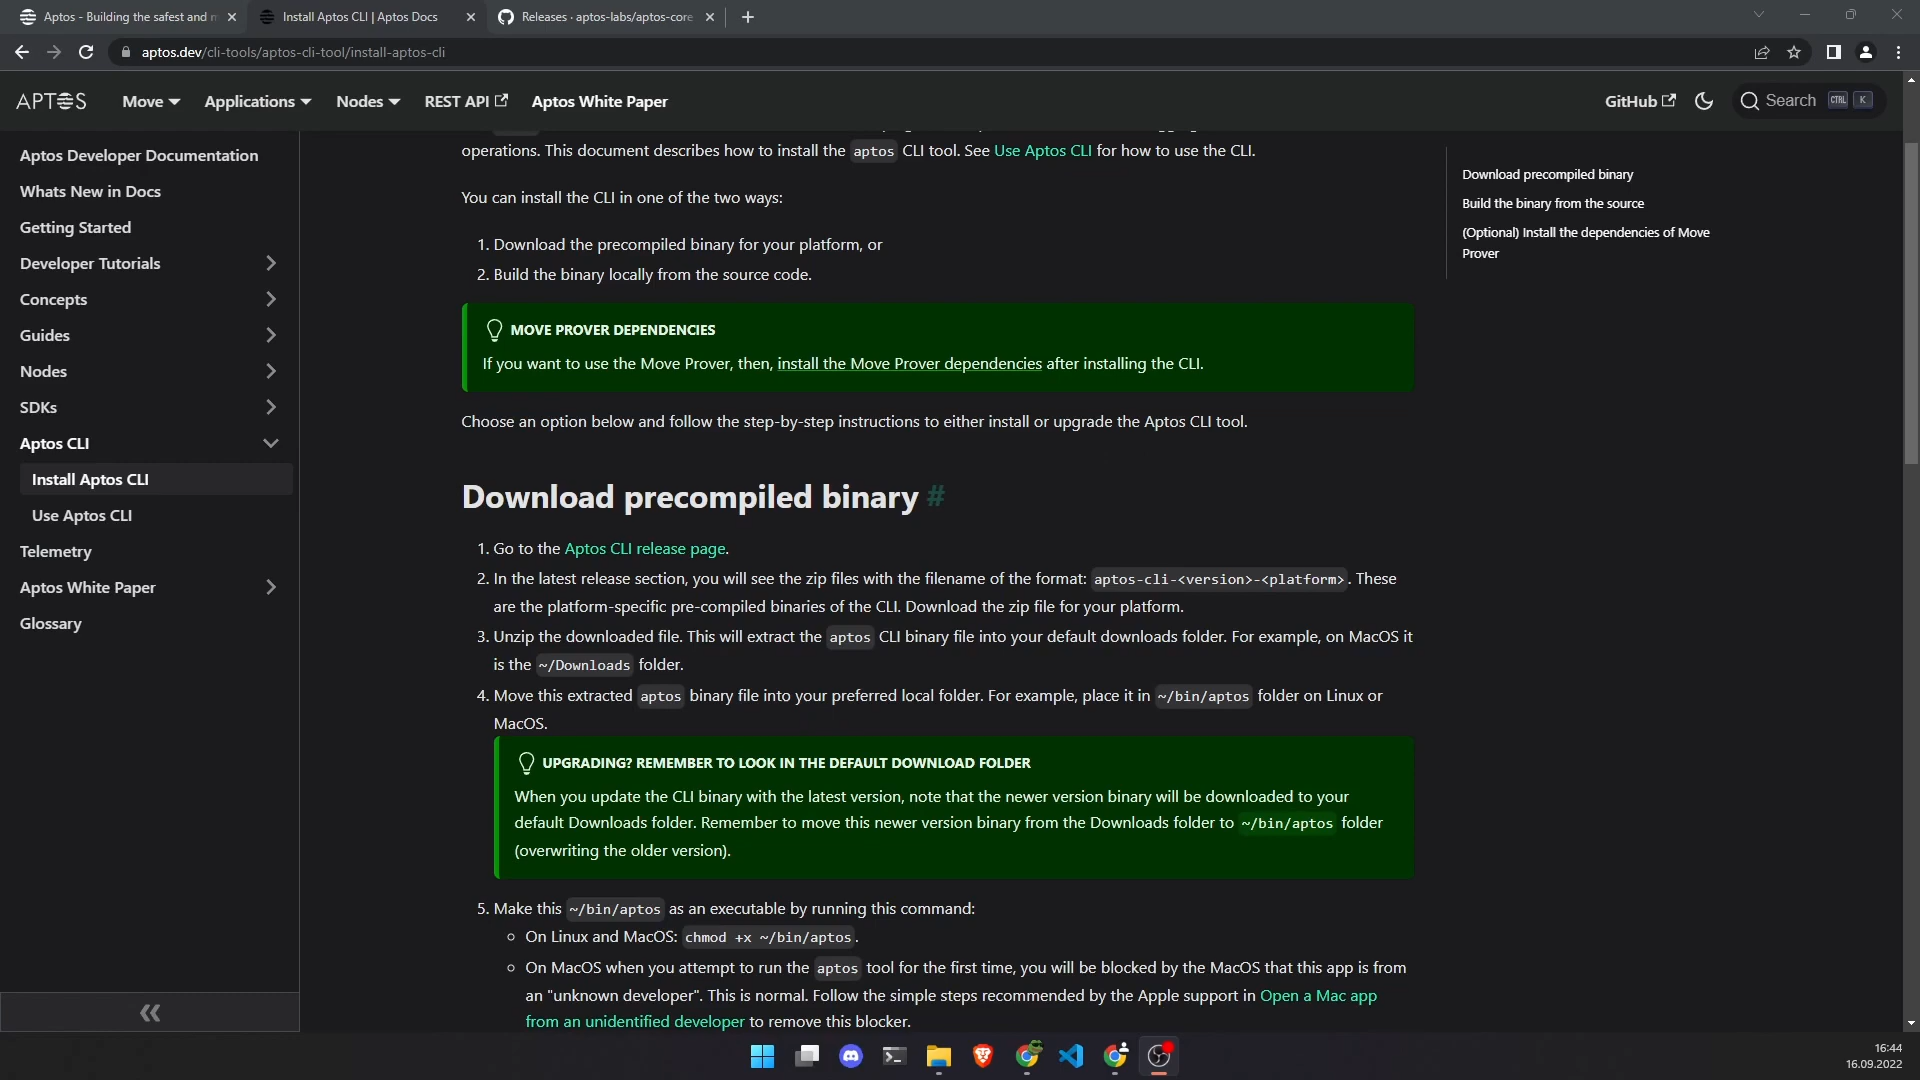 Aptos - Building the safest and m
Install Aptos CLI | Aptos Docs
Releases · aptos-labs/aptos-core
aptos.dev/cli-tools/aptos-cli-tool/install-aptos-cli
APTOS
Move
Applications
Nodes
REST API
Aptos White Paper
GitHub
Search
CTRL
K
Aptos Developer Documentation
Whats New in Docs
Getting Started
Developer Tutorials
Concepts
Guides
Nodes
SDKs
Aptos CLI
Install Aptos CLI
Use Aptos CLI
Telemetry
Aptos White Paper
Glossary
operations. This document describes how to install the aptos CLI tool. See Use Aptos CLI for how to use the CLI.
You can install the CLI in one of the two ways:
1. Download the precompiled binary for your platform, or
2. Build the binary locally from the source code.
MOVE PROVER DEPENDENCIES
If you want to use the Move Prover, then, install the Move Prover dependencies after installing the CLI.
Choose an option below and follow the step-by-step instructions to either install or upgrade the Aptos CLI tool.
Download precompiled binary #
1. Go to the Aptos CLI release page.
2. In the latest release section, you will see the zip files with the filename of the format: aptos-cli-<version>-<platform>. These
are the platform-specific pre-compiled binaries of the CLI. Download the zip file for your platform.
3. Unzip the downloaded file. This will extract the aptos CLI binary file into your default downloads folder. For example, on MacOS it
is the ~/Downloads folder.
4. Move this extracted aptos binary file into your preferred local folder. For example, place it in ~/bin/aptos folder on Linux or
MacOS.
UPGRADING? REMEMBER TO LOOK IN THE DEFAULT DOWNLOAD FOLDER
When you update the CLI binary with the latest version, note that the newer version binary will be downloaded to your
default Downloads folder. Remember to move this newer version binary from the Downloads folder to ~/bin/aptos folder
(overwriting the older version).
5. Make this ~/bin/aptos as an executable by running this command:
On Linux and MacOS: chmod +x ~/bin/aptos.
On MacOS when you attempt to run the aptos tool for the first time, you will be blocked by the MacOS that this app is from
an "unknown developer". This is normal. Follow the simple steps recommended by the Apple support in Open a Mac app
from an unidentified developer to remove this blocker.
Download precompiled binary
Build the binary from the source
(Optional) Install the dependencies of Move
Prover
16:44
16.09.2022